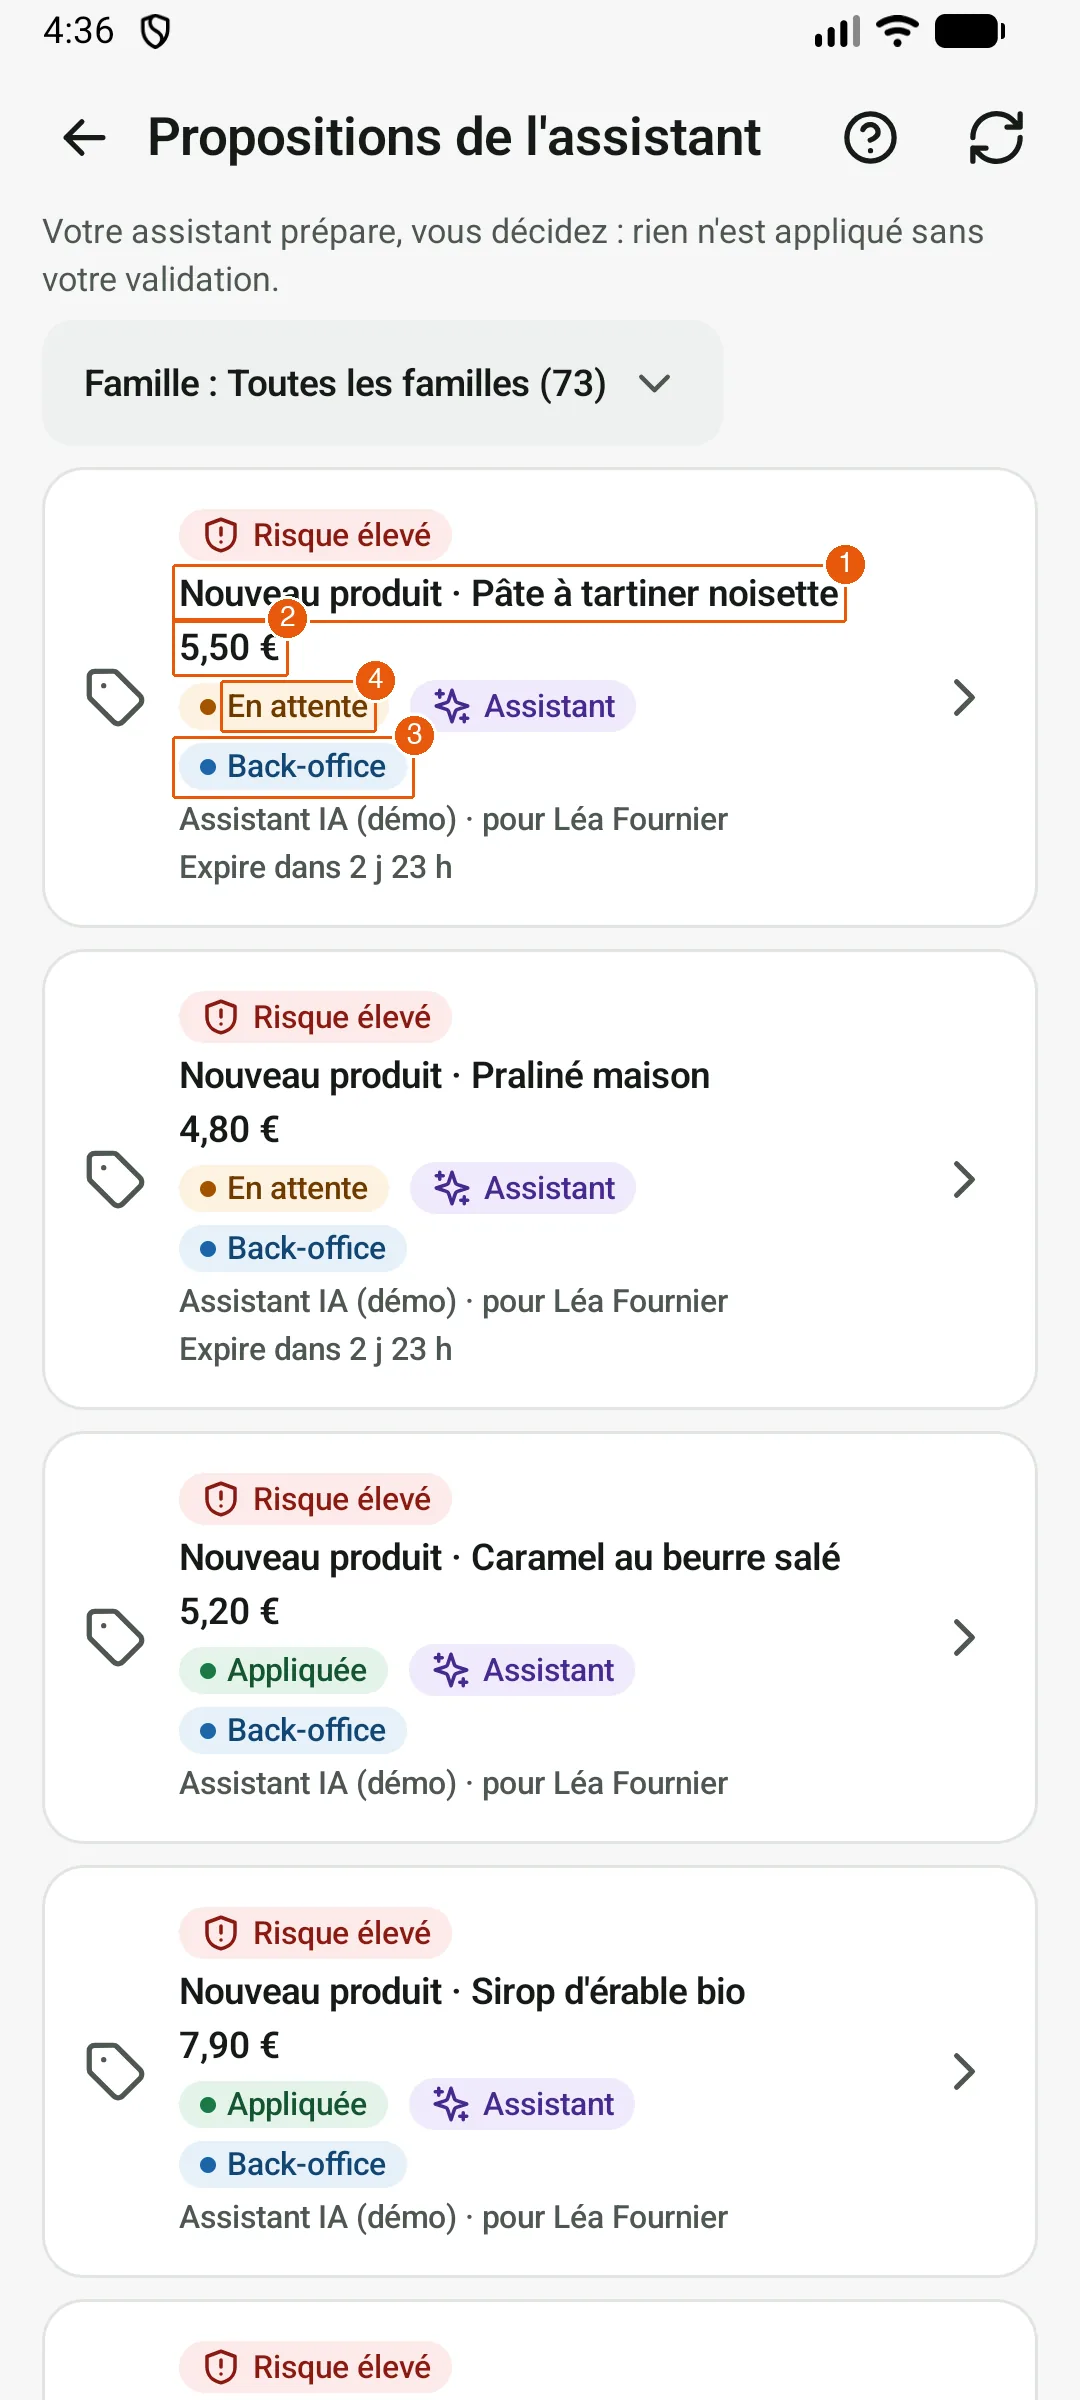 4:36
Propositions de l'assistant
Votre assistant prépare, vous décidez : rien n'est appliqué sans
votre validation.
Famille : Toutes les familles (73)
Risque élevé
Nouveau produit · Pâte à tartiner noisette 1
5,50 € 2
En attente 4 Assistant
Back-office 3
Assistant IA (démo) · pour Léa Fournier
Expire dans 2 j 23 h
Risque élevé
Nouveau produit · Praliné maison
4,80 €
En attente Assistant
Back-office
Assistant IA (démo) · pour Léa Fournier
Expire dans 2 j 23 h
Risque élevé
Nouveau produit · Caramel au beurre salé
5,20 €
Appliquée Assistant
Back-office
Assistant IA (démo) · pour Léa Fournier
Risque élevé
Nouveau produit · Sirop d'érable bio
7,90 €
Appliquée Assistant
Back-office
Assistant IA (démo) · pour Léa Fournier
Risque élevé